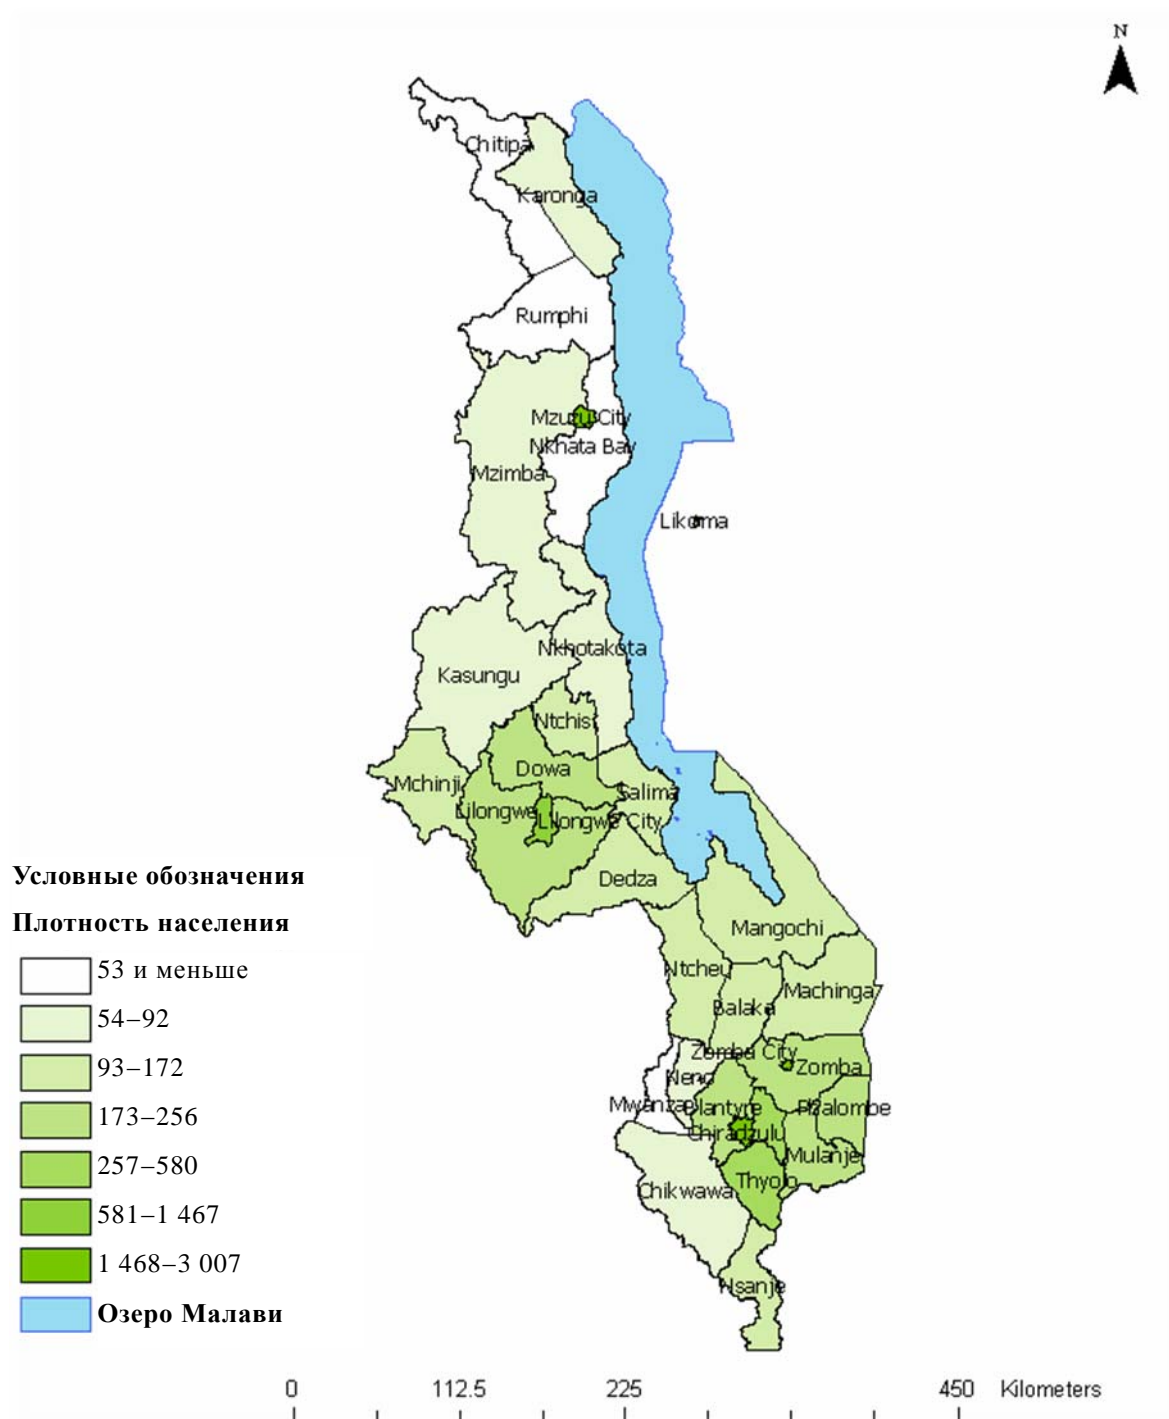 N
Chitipa
Karonga
Rumphi
Mzuzu City
Nkhata Bay
Mzimba
Likoma
Nkhotakota
Kasungu
Ntchisi
Dowa
Mchinji
Salima
Lilongwe
Lilongwe City
Dedza
Mangochi
Ntcheu
Machinga
Balaka
Zomba City
Zomba
Neno
Mwanza
Blantyre
Phalombe
Chiradzulu
Mulanje
Thyolo
Chikwawa
Nsanje
Условные обозначения
Плотность населения
53 и меньше
54–92
93–172
173–256
257–580
581–1 467
1 468–3 007
Озеро Малави
0 112.5 225 450 Kilometers